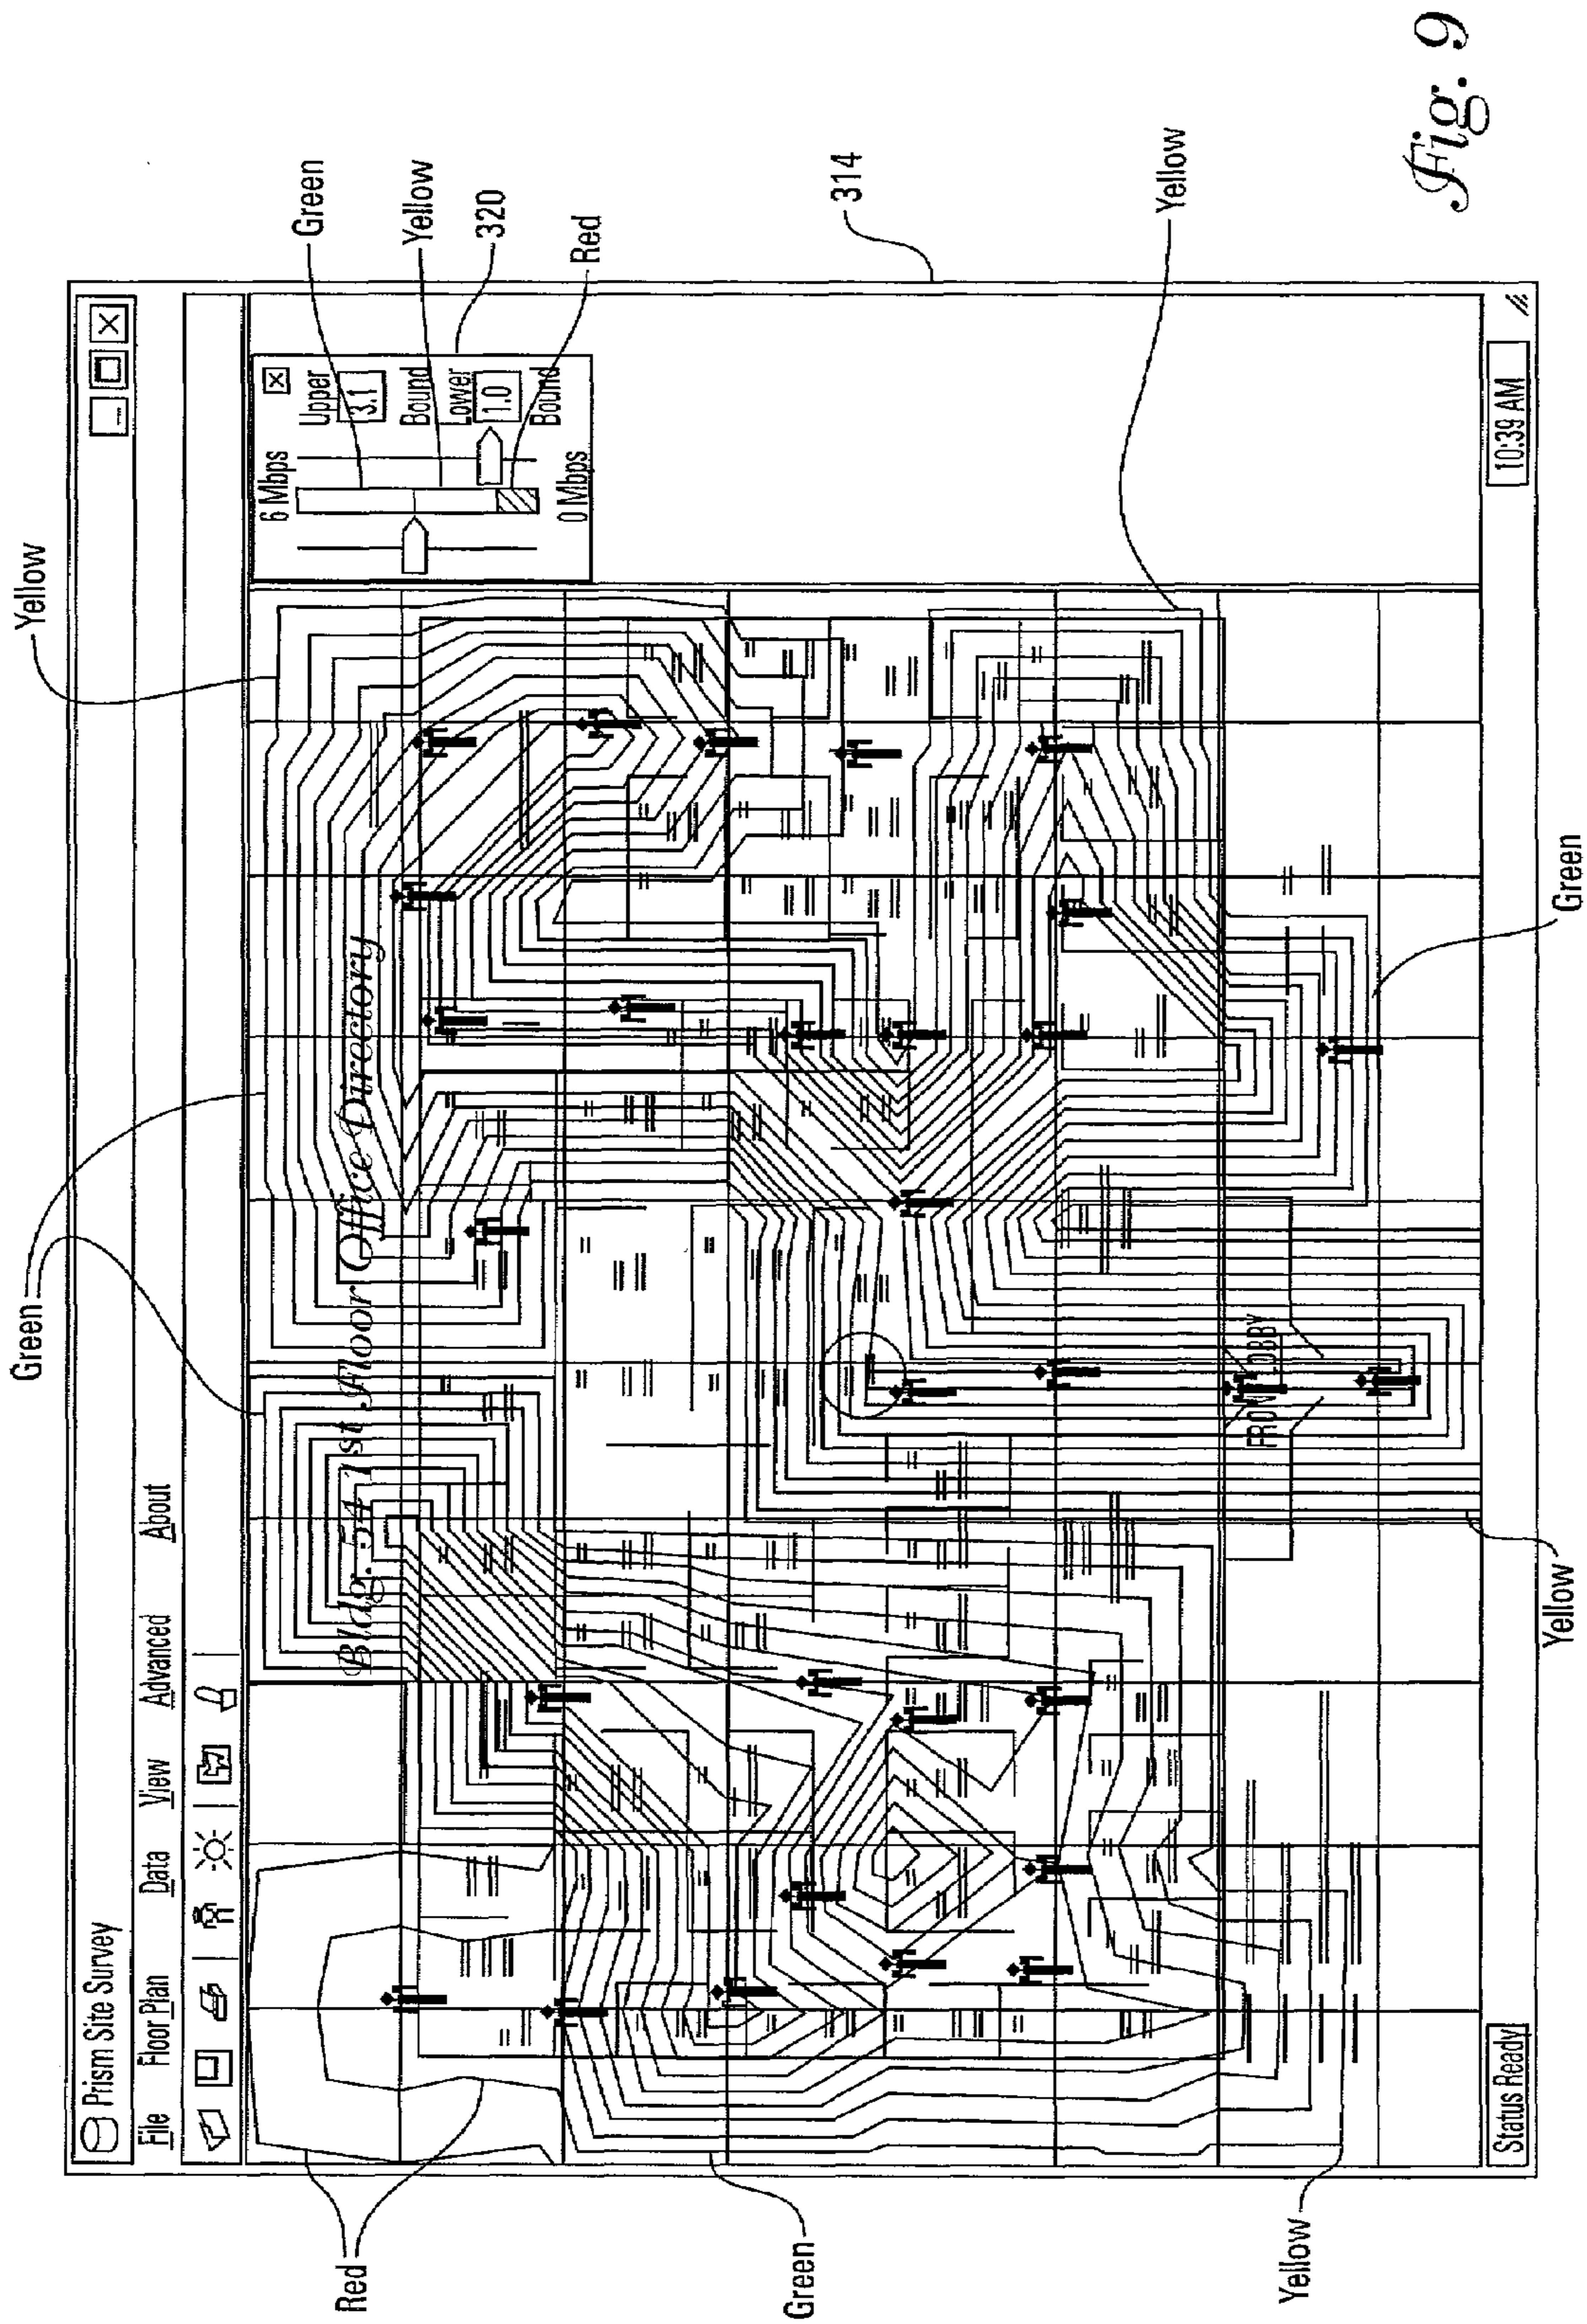 Prism Site Survey
File Floor Plan Data View Advanced About
Bldg. 54 1st Floor Office Directory
6 Mbps
0 Mbps
Upper
3.1
Bound
Lower
1.0
Bound
FRONT LOBBY
Status Ready
10:39 AM
Red
Green
Yellow
Green
Yellow
320
Red
314
Yellow
Green
Yellow
Green
Yellow
Fig. 9